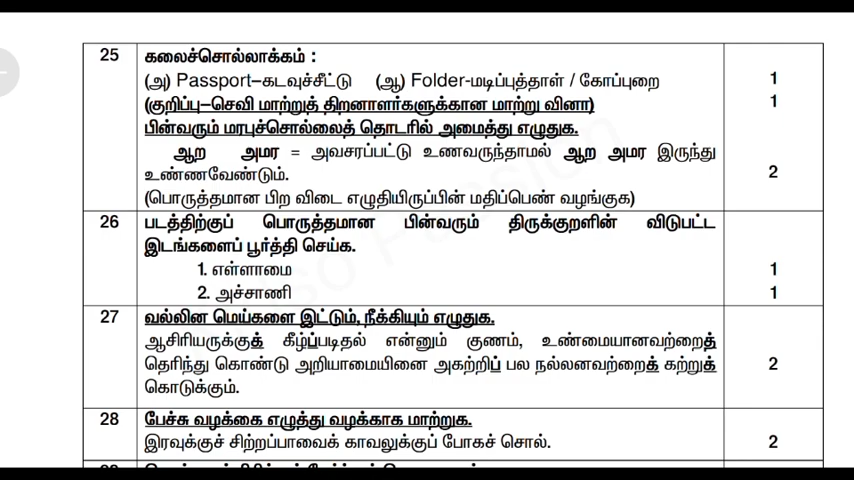 25 கலைச்சொல்லாக்கம் :
(அ) Passport–கடவுச்சீட்டு (ஆ) Folder-மடிப்புத்தாள் / கோப்புறை 1
(குறிப்பு–செவி மாற்றுத் திறனாளர்களுக்கான மாற்று வினா) 1
பின்வரும் மரபுச்சொல்லைத் தொடரில் அமைத்து எழுதுக.
ஆற அமர = அவசரப்பட்டு உணவருந்தாமல் ஆற அமர இருந்து
உண்ணவேண்டும். 2
(பொருத்தமான பிற விடை எழுதியிருப்பின் மதிப்பெண் வழங்குக)
26 படத்திற்குப் பொருத்தமான பின்வரும் திருக்குறளின் விடுபட்ட
இடங்களைப் பூர்த்தி செய்க.
1. எள்ளாமை 1
2. அச்சாணி 1
27 வல்லின மெய்களை இட்டும், நீக்கியும் எழுதுக.
ஆசிரியருக்குக் கீழ்ப்படிதல் என்னும் குணம், உண்மையானவற்றைத்
தெரிந்து கொண்டு அறியாமையினை அகற்றிப் பல நல்லனவற்றைக் கற்றுக் 2
கொடுக்கும்.
28 பேச்சு வழக்கை எழுத்து வழக்காக மாற்றுக.
இரவுக்குச் சிற்றப்பாவைக் காவலுக்குப் போகச் சொல். 2